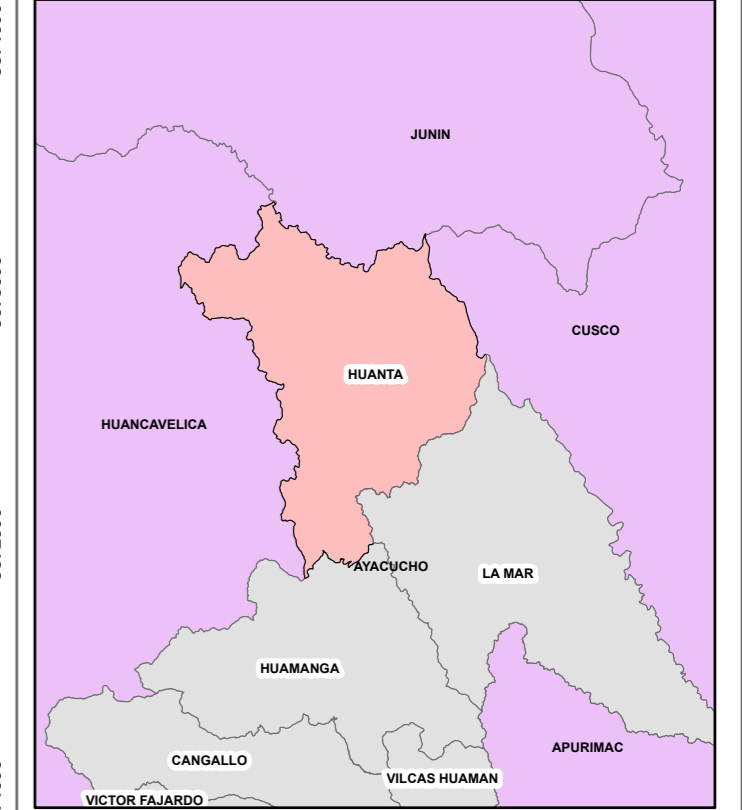 JUNIN
CUSCO
HUANTA
HUANCAVELICA
AYACUCHO
LA MAR
HUAMANGA
APURIMAC
CANGALLO
VILCAS HUAMAN
VICTOR FAJARDO